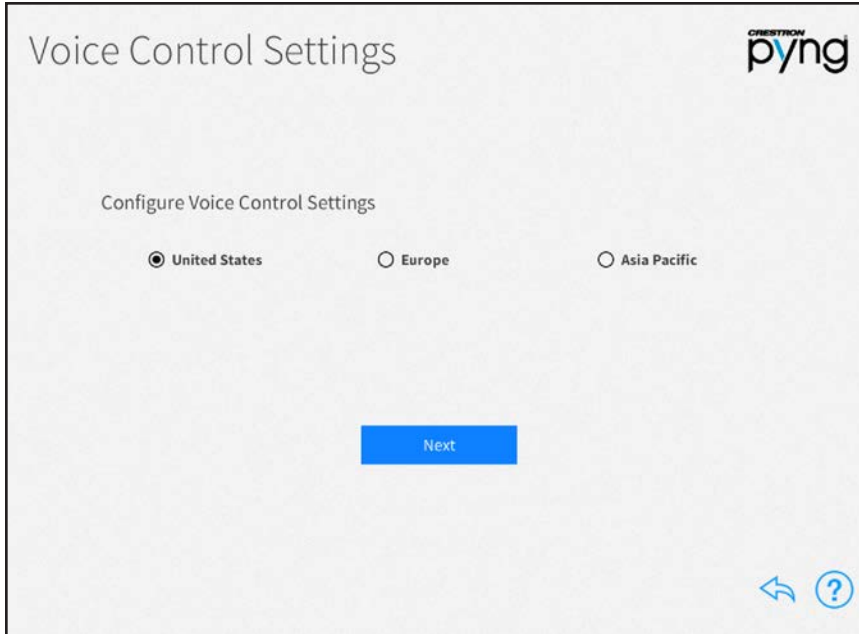 Voice Control Settings
CRESTRON
pyng
Configure Voice Control Settings
United States
Europe
Asia Pacific
Next
?